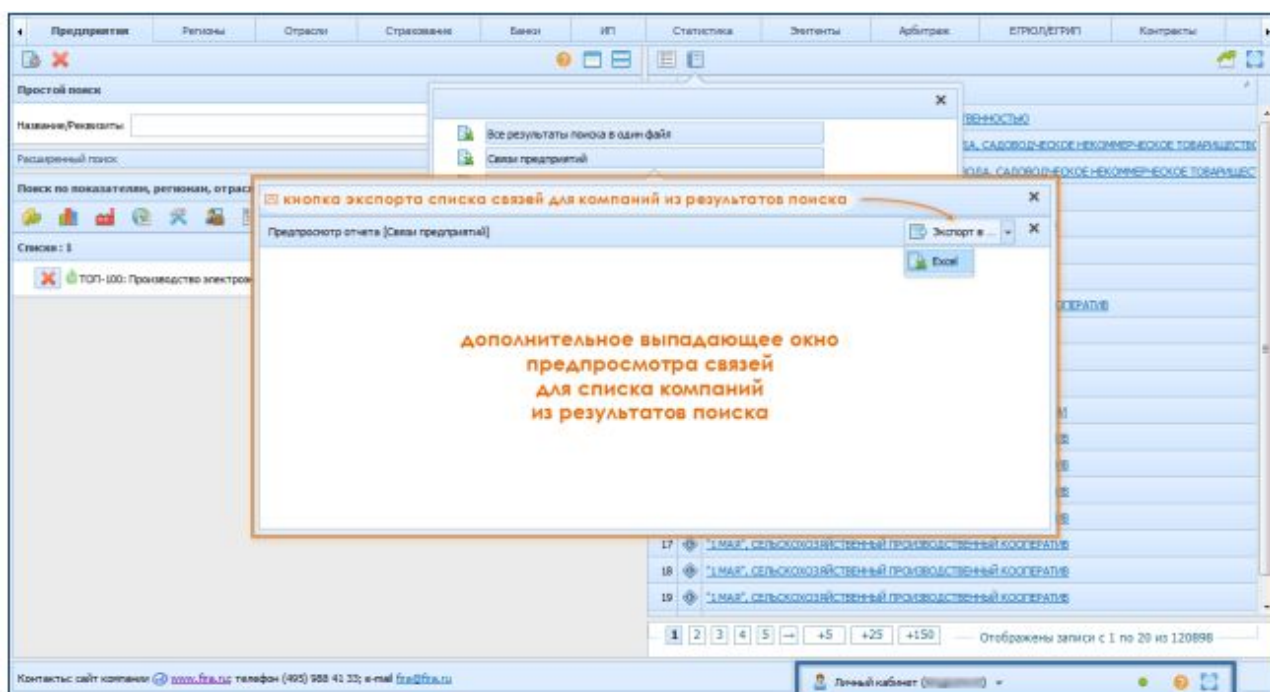 Предприятия Регионы Отрасли Страхование Банки ИП Статистика Эмитенты Арбитраж ЕГРЮЛ/ЕГРИП Контракты
Простой поиск
Название/Реквизиты
Все результаты поиска в один файл
Связи предприятий
Расширенный поиск
Поиск по показателям, регионам,
Списки: 1
ТОП-100: Производство
кнопка экспорта списка связей для компаний из результатов поиска
Предпросмотр отчета [Связи предприятий]
Экспорт в ...
Excel
дополнительное выпадающее окно
предпросмотра связей
для списка компаний
из результатов поиска
САДОВОДЧЕСКОЕ НЕКОММЕРЧЕСКОЕ
САДОВОДЧЕСКОЕ НЕКОММЕРЧЕСКОЕ
17 "1 МАЯ", СЕЛЬСКОХОЗЯЙСТВЕННЫЙ ПРОИЗВОДСТВЕННЫЙ КООПЕРАТИВ
18 "1 МАЯ", СЕЛЬСКОХОЗЯЙСТВЕННЫЙ ПРОИЗВОДСТВЕННЫЙ КООПЕРАТИВ
19 "1 МАЯ", СЕЛЬСКОХОЗЯЙСТВЕННЫЙ ПРОИЗВОДСТВЕННЫЙ КООПЕРАТИВ
1 2 3 4 5 → +5 +25 +150 Отображены записи с 1 по 20 из 120898
Контакты: сайт компании www.fira.ru; телефон (495) 988 41 33; e-mail fira@fira.ru
Личный кабинет